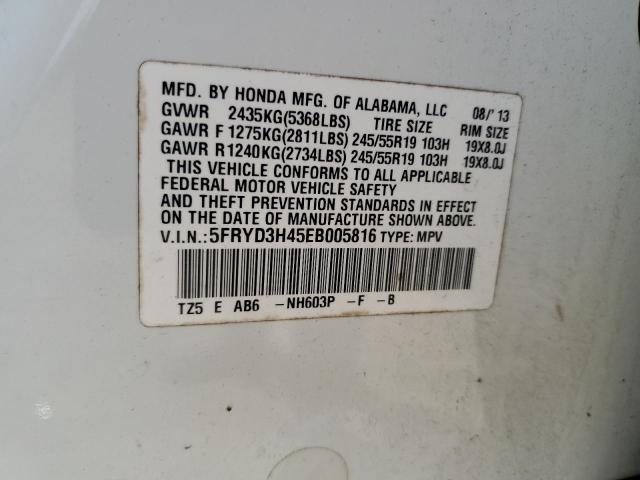 MFD. BY HONDA MFG. OF ALABAMA, LLC 08/'13
GVWR 2435KG(5368LBS) TIRE SIZE RIM SIZE
GAWR F 1275KG(2811LBS) 245/55R19 103H 19X8.0J
GAWR R 1240KG(2734LBS) 245/55R19 103H 19X8.0J
THIS VEHICLE CONFORMS TO ALL APPLICABLE
FEDERAL MOTOR VEHICLE SAFETY
AND THEFT PREVENTION STANDARDS IN EFFECT
ON THE DATE OF MANUFACTURE SHOWN ABOVE.
V.I.N.:5FRYD3H45EB005816 TYPE: MPV
TZ5 E AB6 -NH603P -F -B